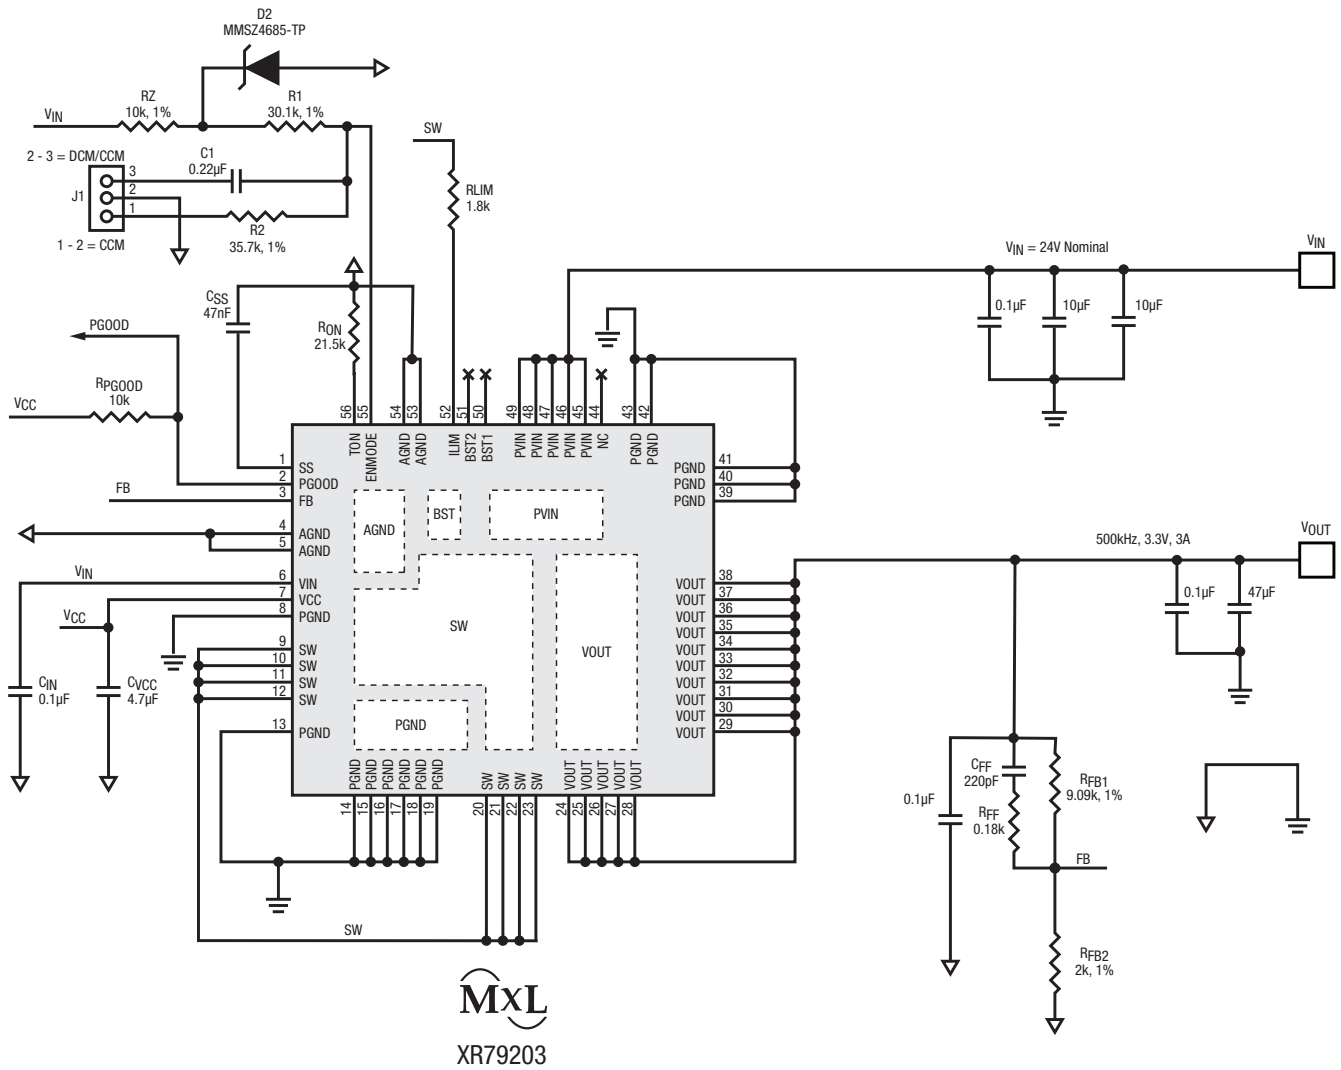 D2
MMSZ4685-TP
RZ
10k, 1%
R1
30.1k, 1%
VIN
2 - 3 = DCM/CCM
C1
0.22µF
J1
3
2
1
R2
35.7k, 1%
1 - 2 = CCM
SW
RLIM
1.8k
CSS
47nF
RON
21.5k
PGOOD
RPGOOD
10k
VCC
FB
VIN
VCC
CIN
0.1µF
CVCC
4.7µF
VIN = 24V Nominal
VIN
0.1µF
10µF
10µF
56 TON
55 ENMODE
54 AGND
53 AGND
52 ILIM
51 BST2
50 BST1
49 PVIN
48 PVIN
47 PVIN
46 PVIN
45 PVIN
44 NC
43 PGND
42 PGND
1 SS
2 PGOOD
3 FB
4 AGND
5 AGND
6 VIN
7 VCC
8 PGND
9 SW
10 SW
11 SW
12 SW
13 PGND
AGND
BST
PVIN
SW
VOUT
PGND
PGND 41
PGND 40
PGND 39
VOUT 38
VOUT 37
VOUT 36
VOUT 35
VOUT 34
VOUT 33
VOUT 32
VOUT 31
VOUT 30
VOUT 29
PGND 14
PGND 15
PGND 16
PGND 17
PGND 18
PGND 19
SW 20
SW 21
SW 22
SW 23
VOUT 24
VOUT 25
VOUT 26
VOUT 27
VOUT 28
SW
500kHz, 3.3V, 3A
VOUT
0.1µF
47µF
CFF
220pF
RFF
0.18k
RFB1
9.09k, 1%
0.1µF
FB
RFB2
2k, 1%
MXL
XR79203